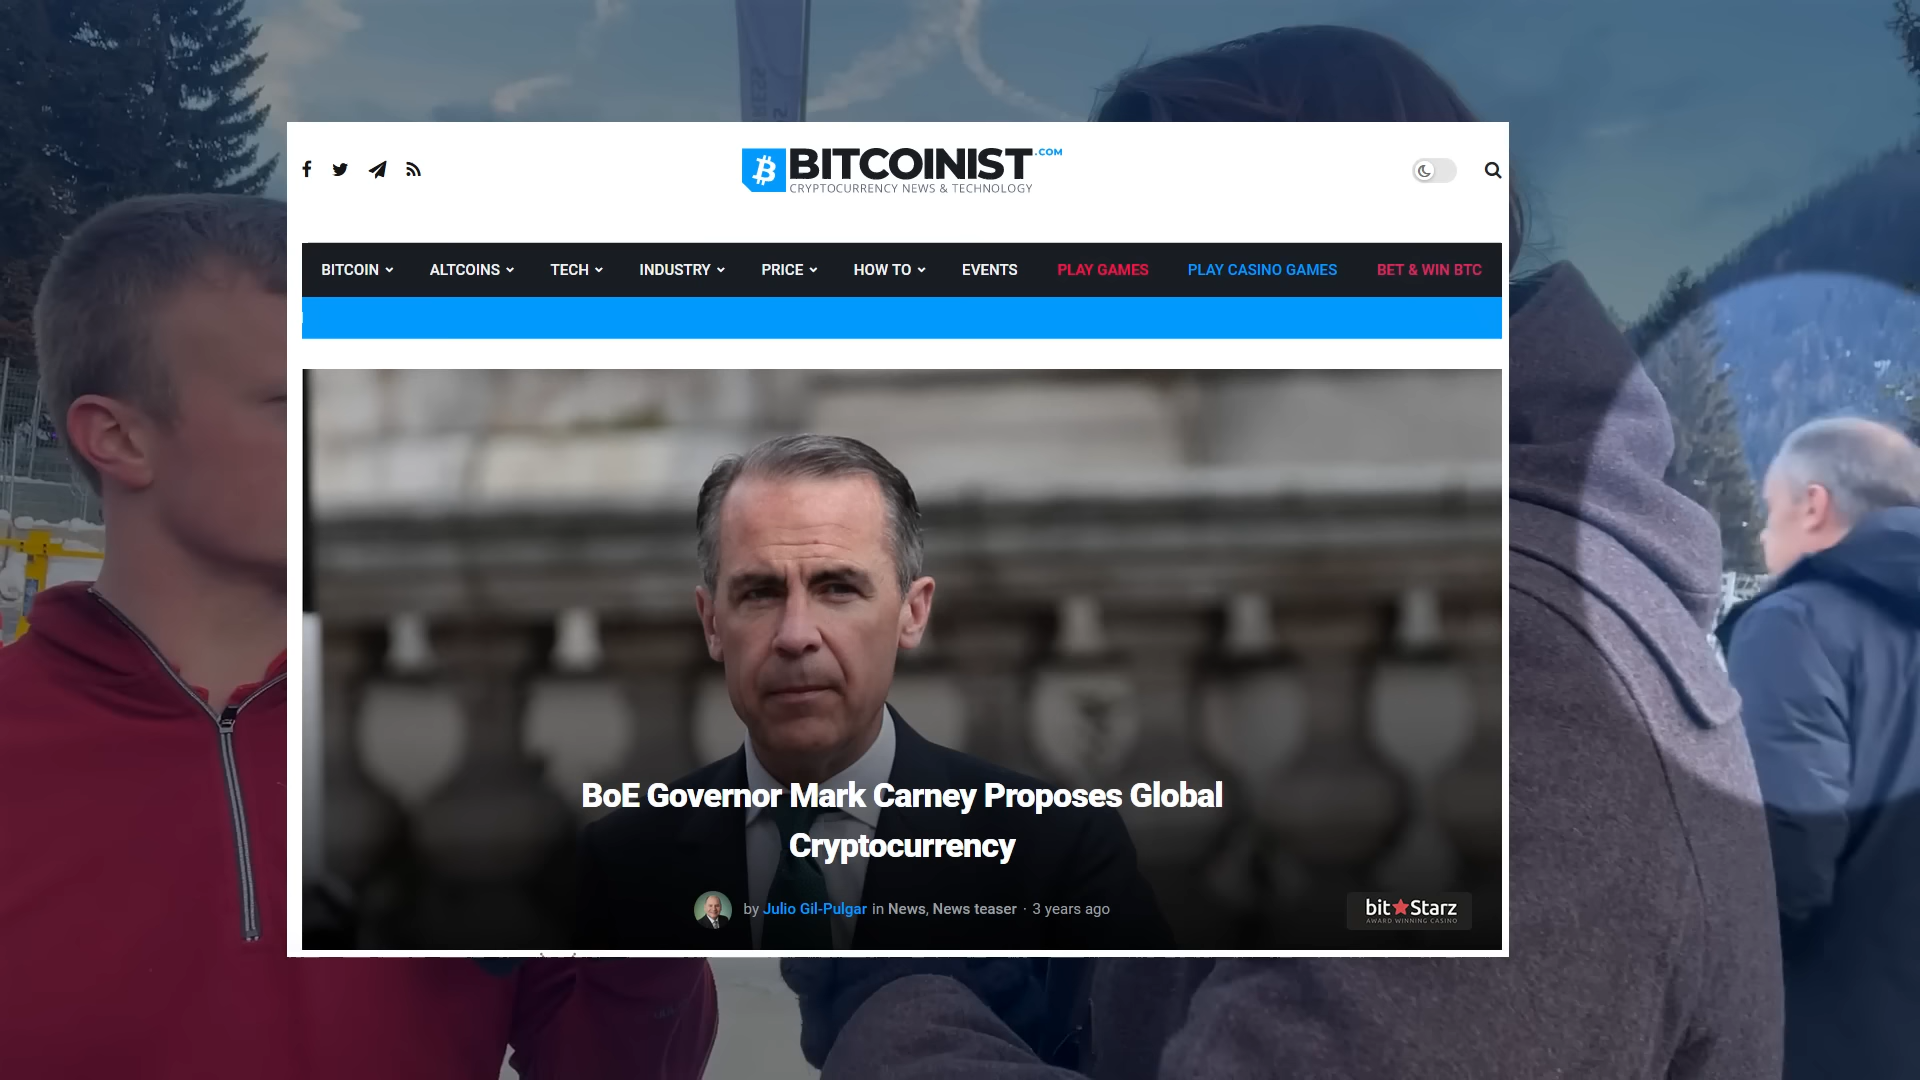 BITCOINIST.COM
CRYPTOCURRENCY NEWS & TECHNOLOGY
BITCOIN ALTCOINS TECH INDUSTRY PRICE HOW TO EVENTS PLAY GAMES PLAY CASINO GAMES BET & WIN BTC
BoE Governor Mark Carney Proposes Global
Cryptocurrency
by Julio Gil-Pulgar in News, News teaser · 3 years ago
bitStarz
AWARD WINNING CASINO